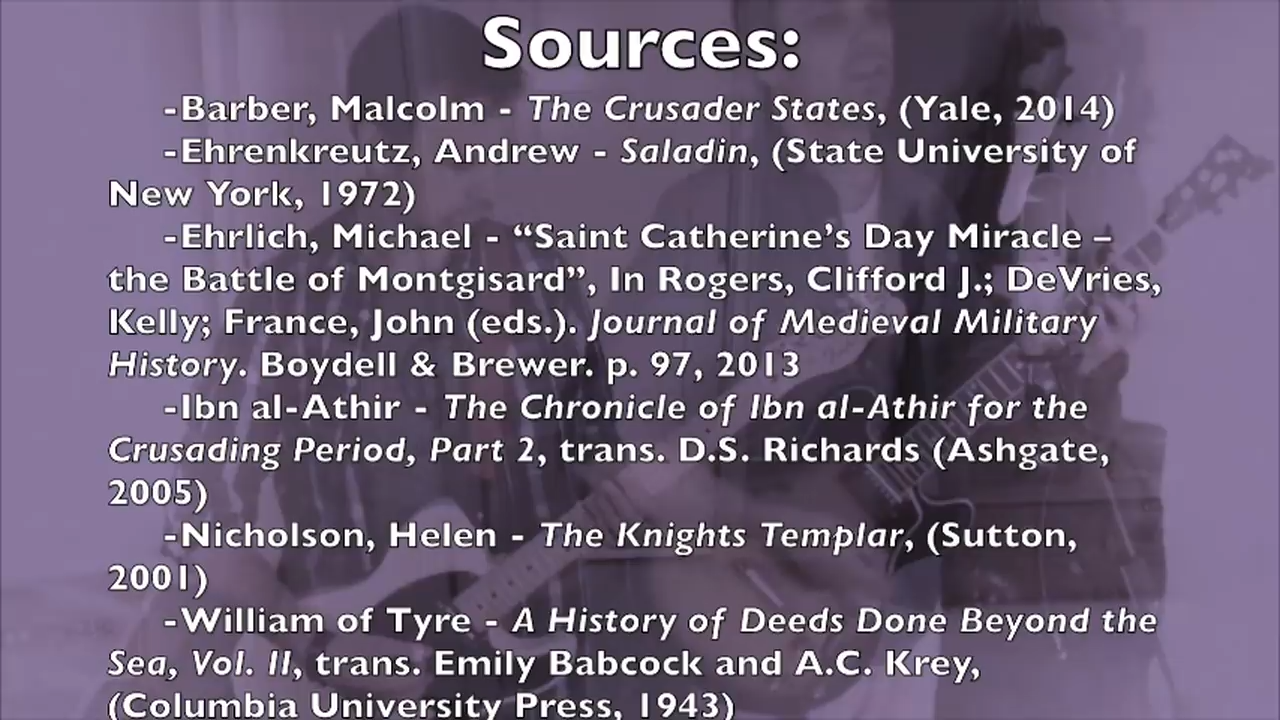 Sources:
-Barber, Malcolm - The Crusader States, (Yale, 2014)
-Ehrenkreutz, Andrew - Saladin, (State University of
New York, 1972)
-Ehrlich, Michael - “Saint Catherine’s Day Miracle –
the Battle of Montgisard”, In Rogers, Clifford J.; DeVries,
Kelly; France, John (eds.). Journal of Medieval Military
History. Boydell & Brewer. p. 97, 2013
-Ibn al-Athir - The Chronicle of Ibn al-Athir for the
Crusading Period, Part 2, trans. D.S. Richards (Ashgate,
2005)
-Nicholson, Helen - The Knights Templar, (Sutton,
2001)
-William of Tyre - A History of Deeds Done Beyond the
Sea, Vol. II, trans. Emily Babcock and A.C. Krey,
(Columbia University Press, 1943)